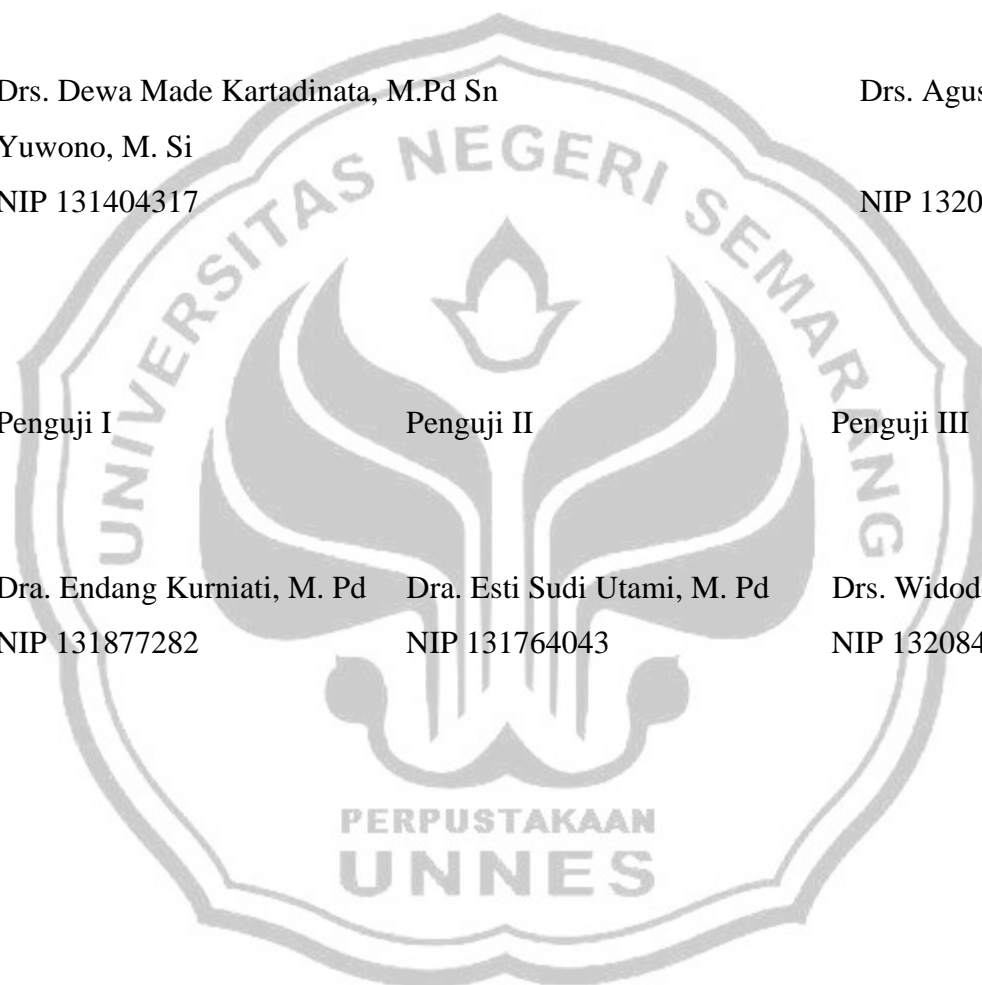 Drs. Dewa Made Kartadinata, M.Pd Sn Drs. Agus
Yuwono, M. Si
NIP 131404317 NIP 1320
UNIVERSITAS NEGERI SEMARANG
Penguji I Penguji II Penguji III
Dra. Endang Kurniati, M. Pd Dra. Esti Sudi Utami, M. Pd Drs. Widod
NIP 131877282 NIP 131764043 NIP 132084
PERPUSTAKAAN
UNNES